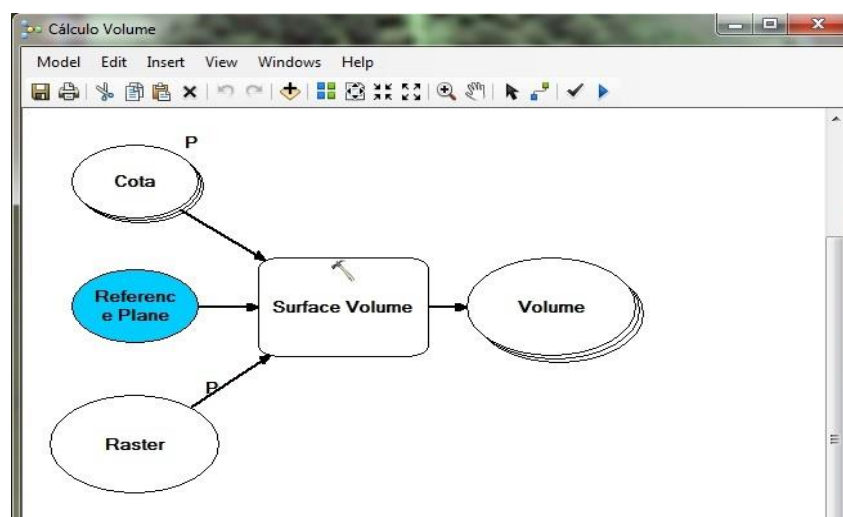 Cálculo Volume
Model Edit Insert View Windows Help
P
Cota
Referenc
e Plane
Surface Volume
Volume
P
Raster